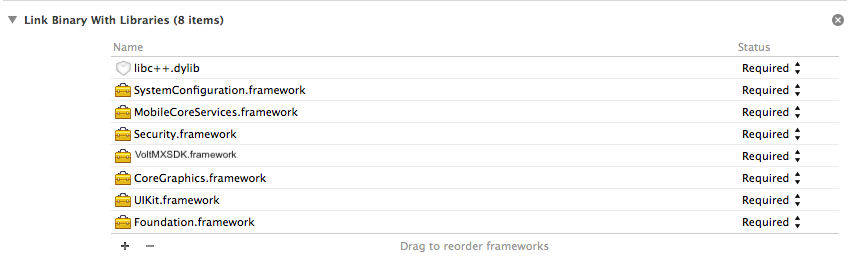 Link Binary With Libraries (8 items)
Name Status
libc++.dylib Required
SystemConfiguration.framework Required
MobileCoreServices.framework Required
Security.framework Required
VoltMXSDK.framework Required
CoreGraphics.framework Required
UIKit.framework Required
Foundation.framework Required
+ − Drag to reorder frameworks